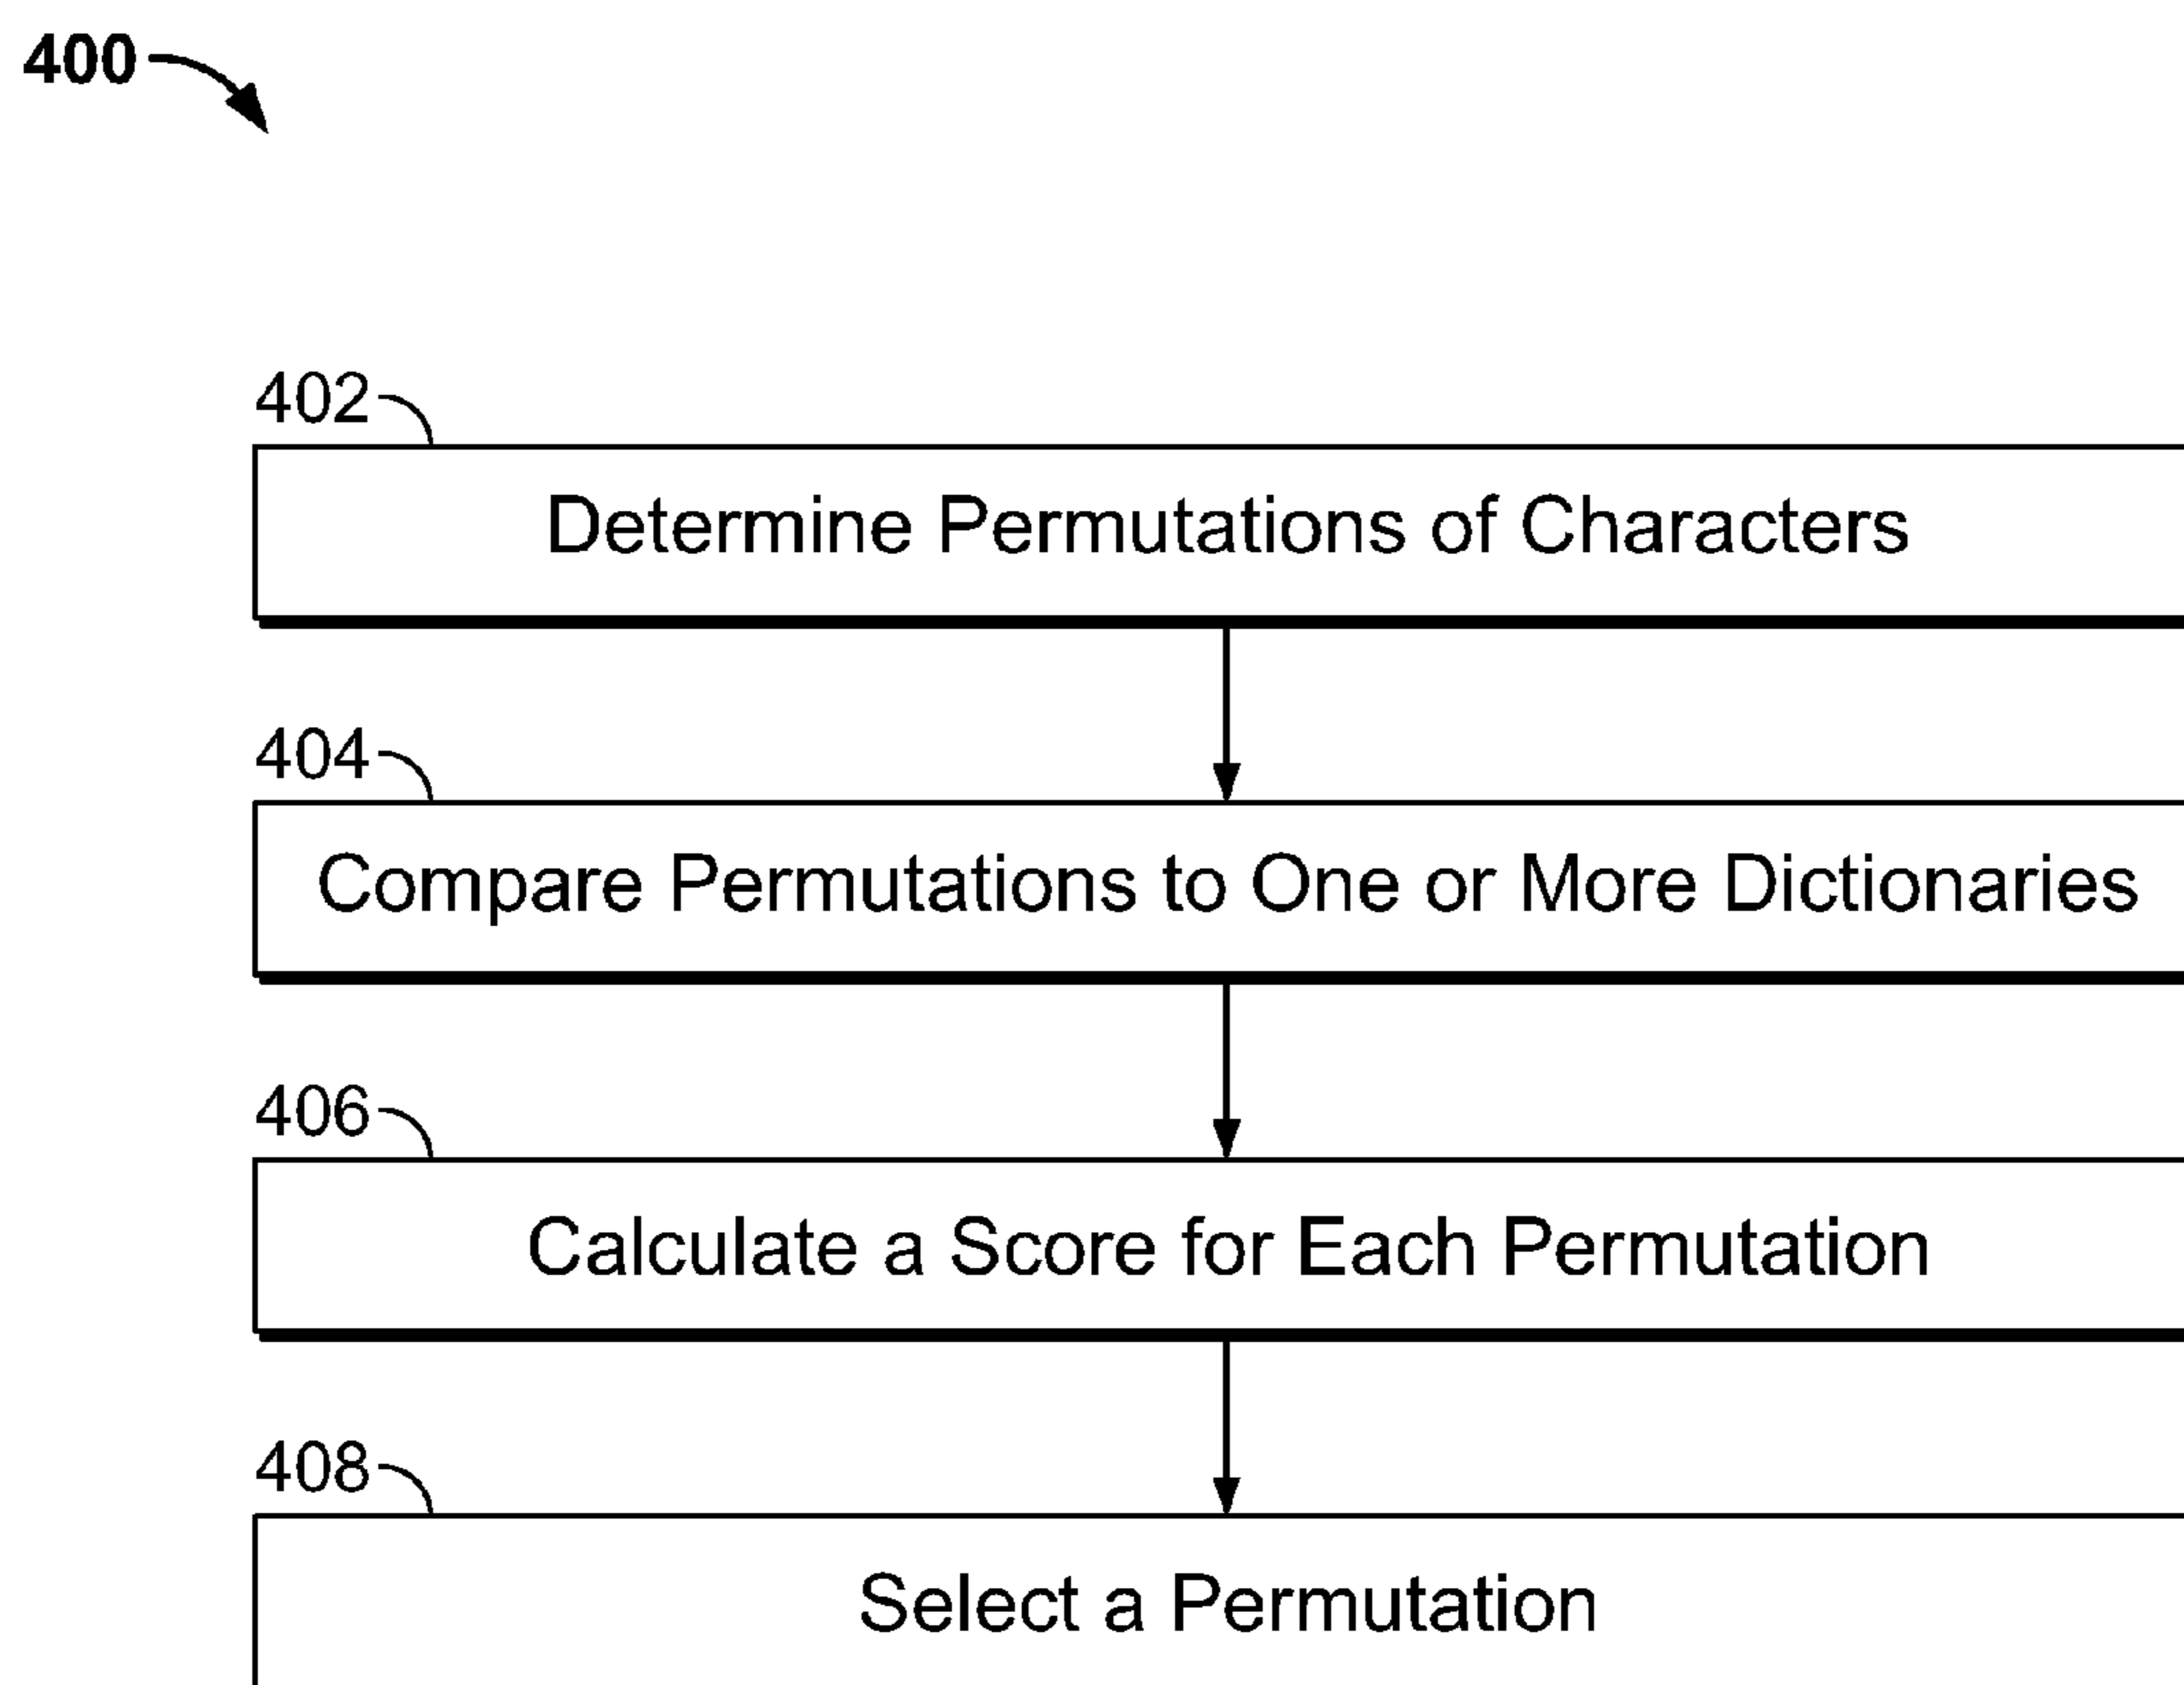 400
402
Determine Permutations of Characters
404
Compare Permutations to One or More Dictionaries
406
Calculate a Score for Each Permutation
408
Select a Permutation